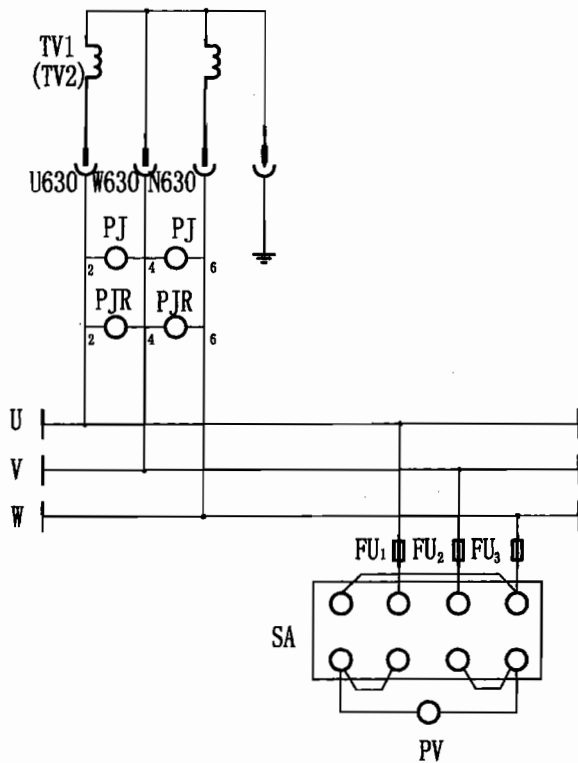 TV1
(TV2)
U630 W630 N630
PJ PJ
2 4 6
PJR PJR
2 4 6
U
V
W
FU₁ FU₂ FU₃
SA
PV